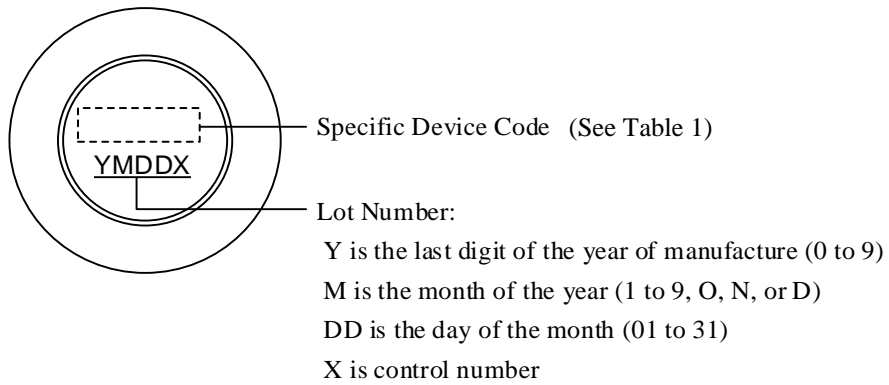 Specific Device Code (See Table 1)
YMDDX
Lot Number:
Y is the last digit of the year of manufacture (0 to 9)
M is the month of the year (1 to 9, O, N, or D)
DD is the day of the month (01 to 31)
X is control number